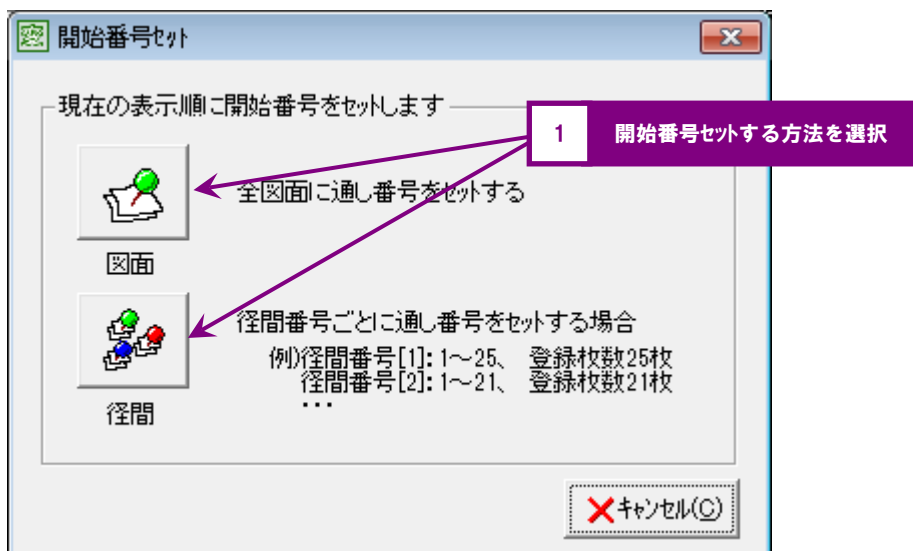 開始番号ｾｯﾄ
現在の表示順に開始番号をｾｯﾄします
1 開始番号ｾｯﾄする方法を選択
全図面に通し番号をｾｯﾄする
図面
径間番号ごとに通し番号をｾｯﾄする場合
例)径間番号[1]:1～25、 登録枚数25枚
径間番号[2]:1～21、 登録枚数21枚
・・・
径間
ｷｬﾝｾﾙ(C)